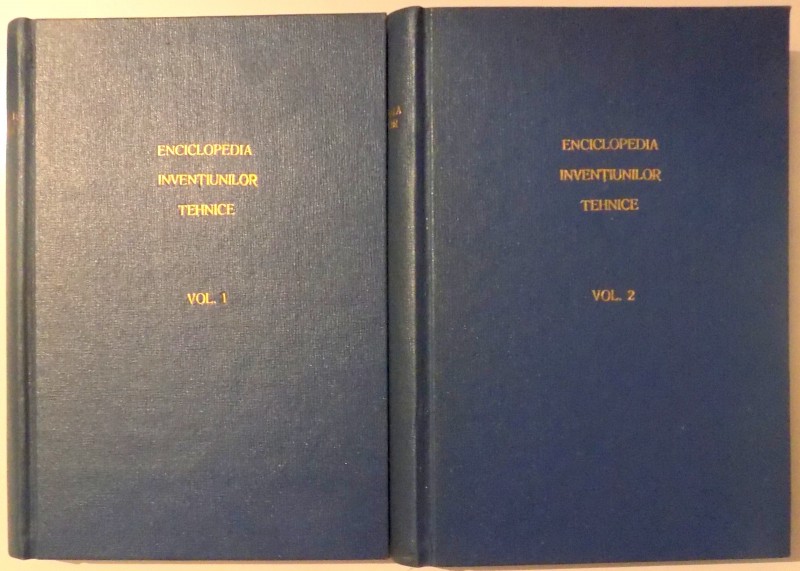 ENCICLOPEDIA
INVENȚIUNILOR
TEHNICE
VOL. 1
ENCICLOPEDIA
INVENȚIUNILOR
TEHNICE
VOL. 2